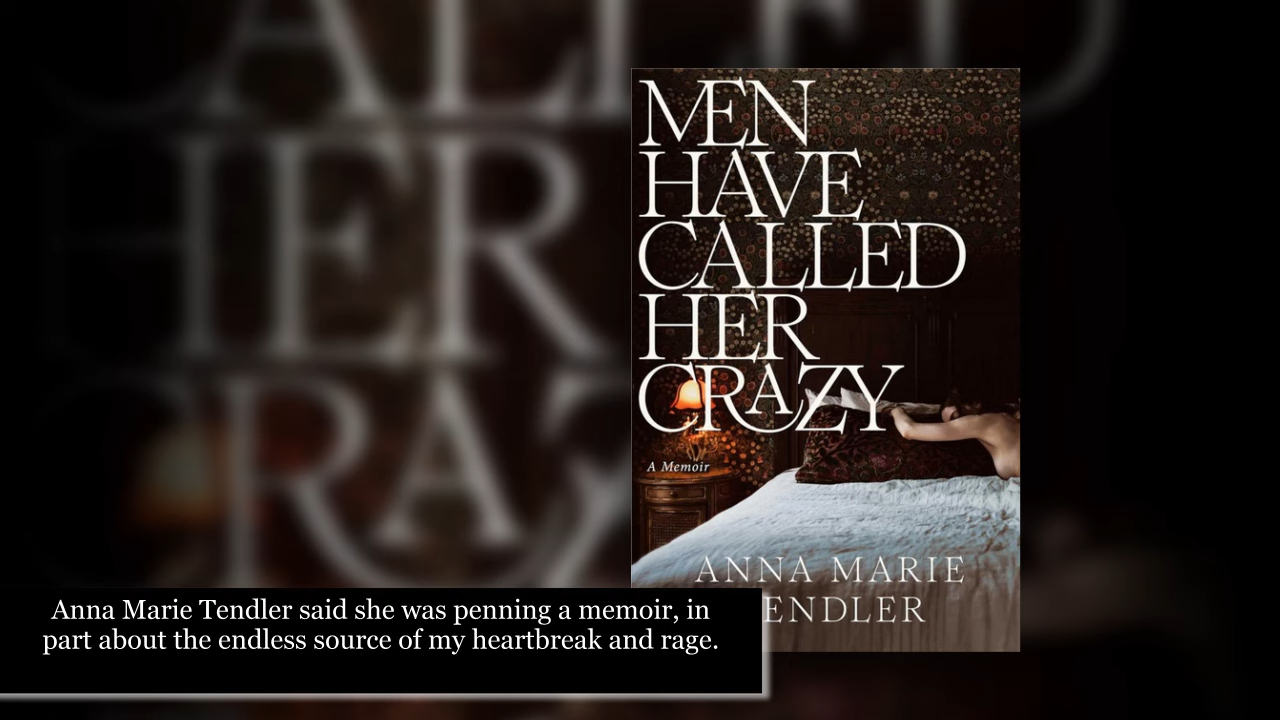 MEN
HAVE
CALLED
HER
CRAZY
A Memoir
ANNA MARIE
ENDLER
Anna Marie Tendler said she was penning a memoir, in
part about the endless source of my heartbreak and rage.